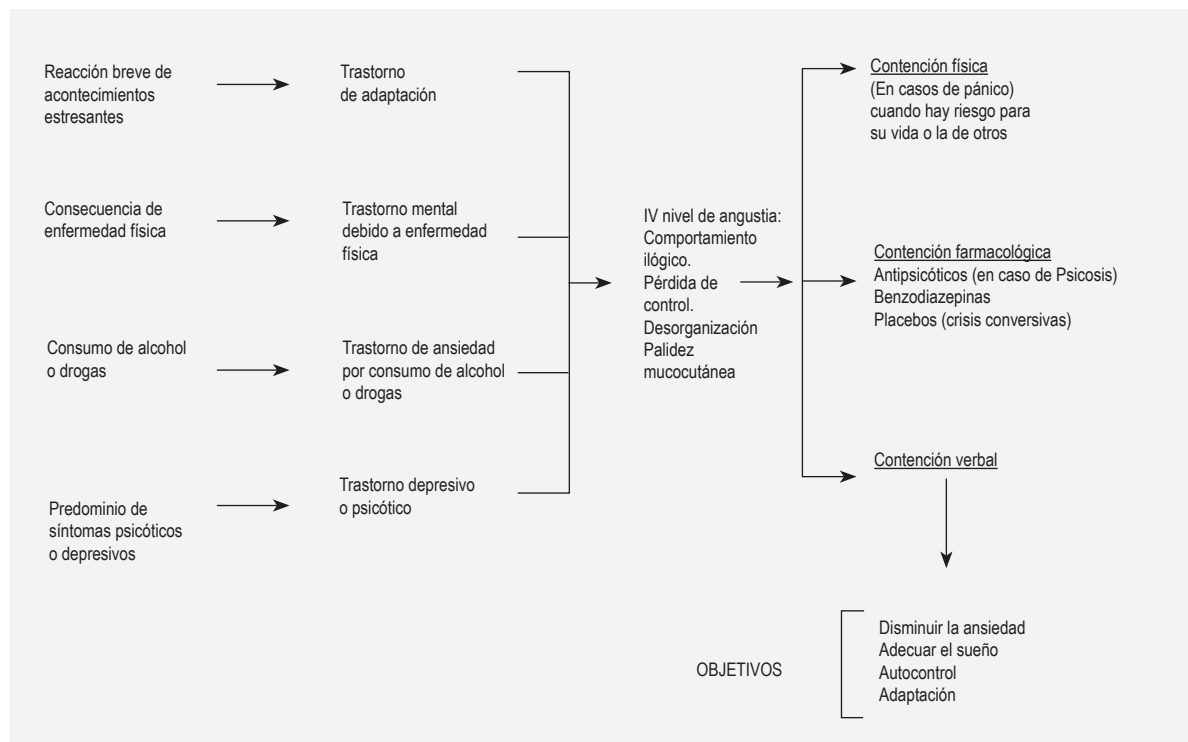 Reacción breve de
acontecimientos
estresantes
Trastorno
de adaptación
Consecuencia de
enfermedad física
Trastorno mental
debido a enfermedad
física
Consumo de alcohol
o drogas
Trastorno de ansiedad
por consumo de alcohol
o drogas
Predominio de
síntomas psicóticos
o depresivos
Trastorno depresivo
o psicótico
IV nivel de angustia:
Comportamiento
ilógico.
Pérdida de
control.
Desorganización
Palidez
mucocutánea
Contención física
(En casos de pánico)
cuando hay riesgo para
su vida o la de otros
Contención farmacológica
Antipsicóticos (en caso de Psicosis)
Benzodiazepinas
Placebos (crisis conversivas)
Contención verbal
OBJETIVOS
Disminuir la ansiedad
Adecuar el sueño
Autocontrol
Adaptación